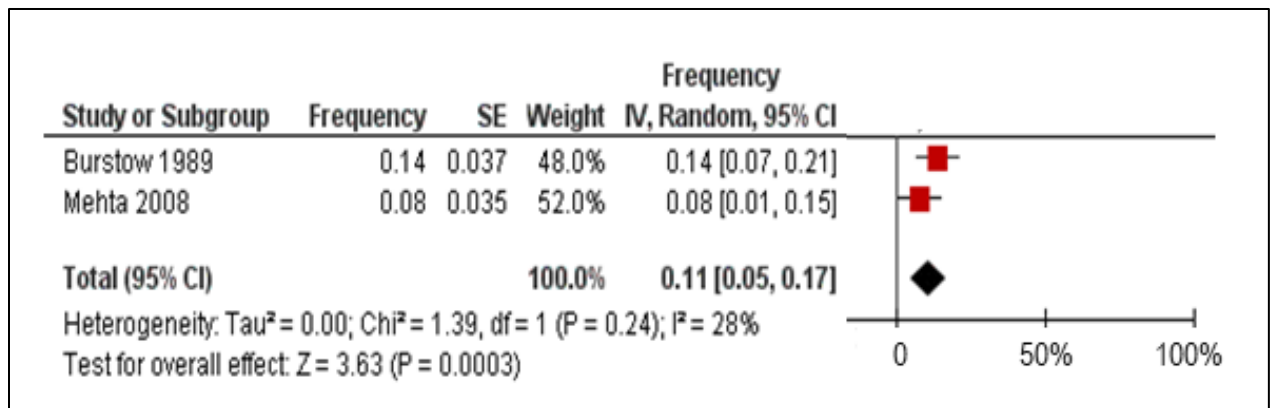 Frequency
Study or Subgroup Frequency SE Weight IV, Random, 95% CI
Burstow 1989 0.14 0.037 48.0% 0.14 [0.07, 0.21]
Mehta 2008 0.08 0.035 52.0% 0.08 [0.01, 0.15]
Total (95% CI) 100.0% 0.11 [0.05, 0.17]
Heterogeneity: Tau² = 0.00; Chi² = 1.39, df = 1 (P = 0.24); I² = 28%
Test for overall effect: Z = 3.63 (P = 0.0003)
0 50% 100%